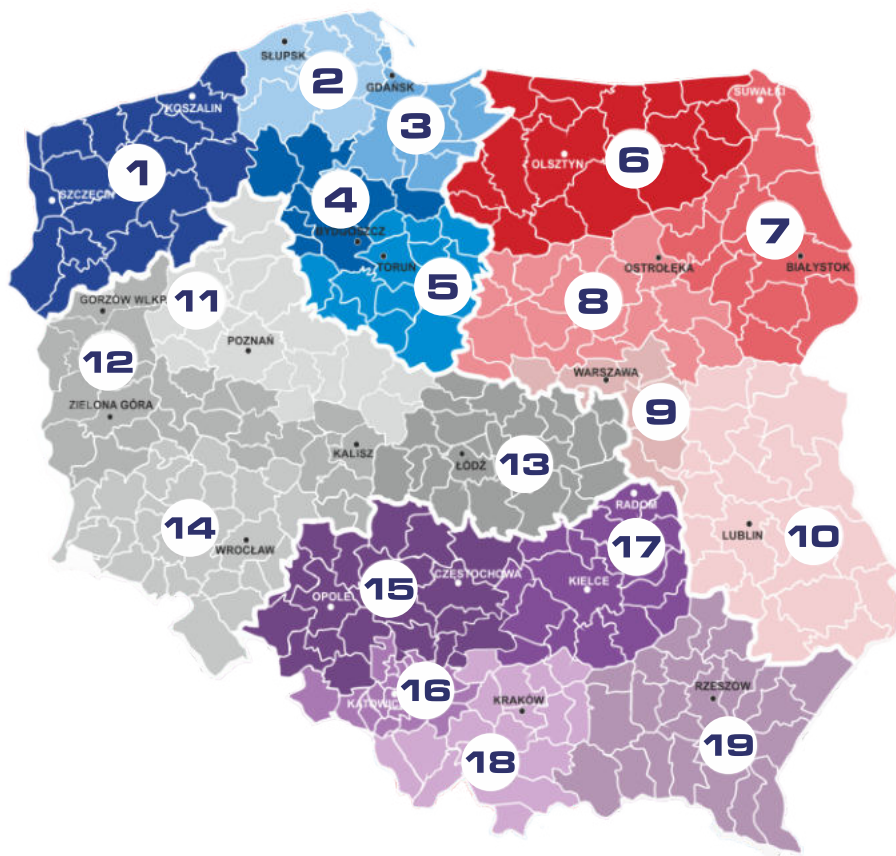 SŁUPSK
2
GDAŃSK
KOSZALIN
3
SUWAŁKI
1
SZCZECIN
OLSZTYN
6
4
BYDGOSZCZ
7
TORUŃ
OSTROŁĘKA
BIAŁYSTOK
5
11
8
GORZÓW WLKP.
POZNAŃ
12
WARSZAWA
ZIELONA GÓRA
9
KALISZ
ŁÓDŹ
13
RADOM
14
WROCŁAW
17
LUBLIN
10
CZĘSTOCHOWA
15
KIELCE
OPOLE
16
KATOWICE
KRAKÓW
RZESZÓW
18
19